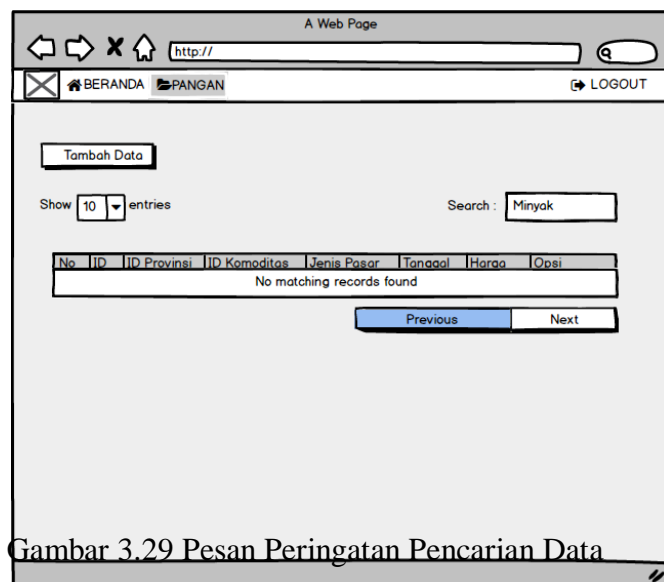 A Web Page
http://
BERANDA PANGAN LOGOUT
Tambah Data
Show 10 entries Search : Minyak
No ID ID Provinsi ID Komoditas Jenis Pasar Tanggal Harga Opsi
No matching records found
Previous Next
Gambar 3.29 Pesan Peringatan Pencarian Data